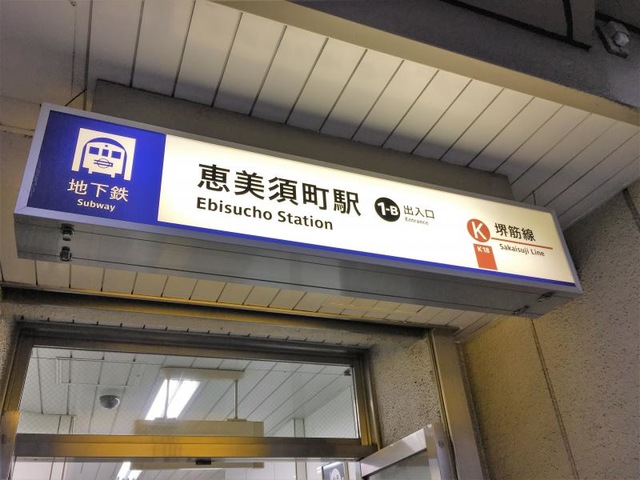 地下鉄
Subway
恵美須町駅
Ebisucho Station
1-B 出入口
Entrance
K 堺筋線
Sakaisuji Line
K18